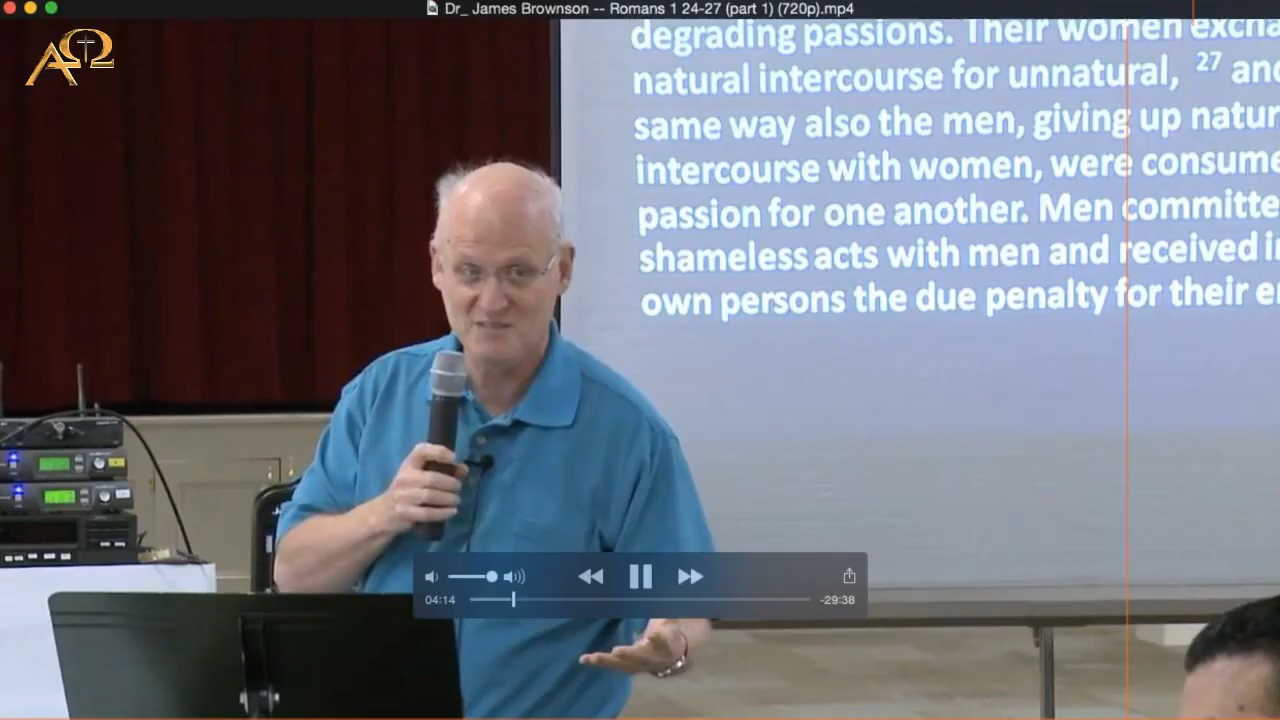 Dr_ James Brownson -- Romans 1 24-27 (part 1) (720p).mp4
ΑΩ
degrading passions. Their women excha
natural intercourse for unnatural, 27 and
same way also the men, giving up natur
intercourse with women, were consume
passion for one another. Men committe
shameless acts with men and received i
own persons the due penalty for their e
04:14
-29:38